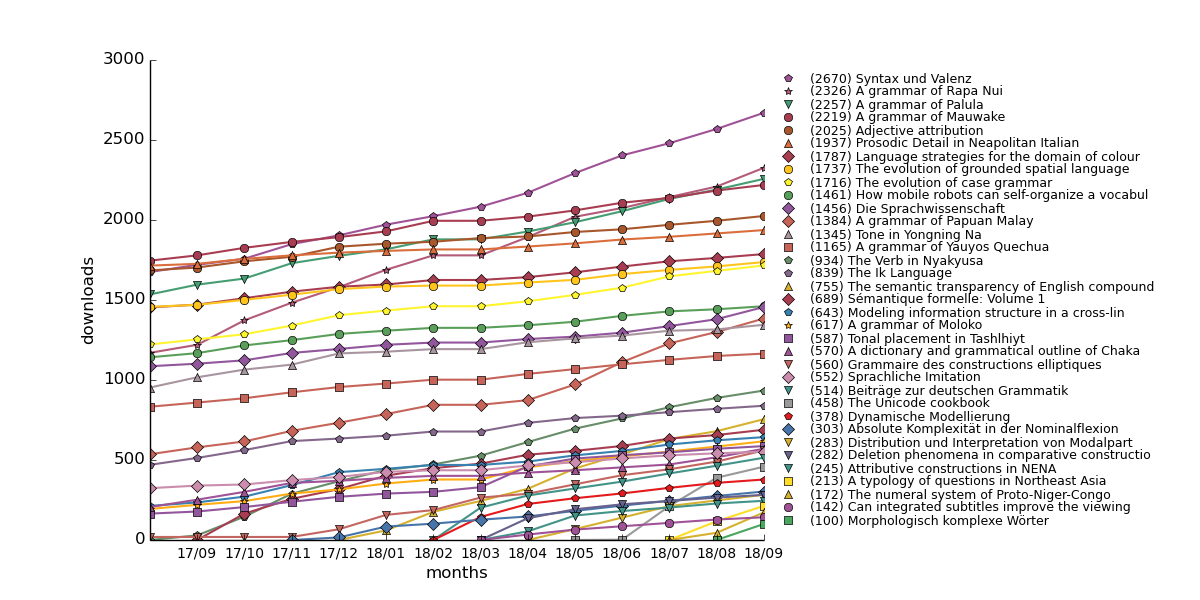 3000
2500
2000
1500
1000
500
0
downloads
17/09 17/10 17/11 17/12 18/01 18/02 18/03 18/04 18/05 18/06 18/07 18/08 18/09
months
(2670) Syntax und Valenz
(2326) A grammar of Rapa Nui
(2257) A grammar of Palula
(2219) A grammar of Mauwake
(2025) Adjective attribution
(1937) Prosodic Detail in Neapolitan Italian
(1787) Language strategies for the domain of colour
(1737) The evolution of grounded spatial language
(1716) The evolution of case grammar
(1461) How mobile robots can self-organize a vocabul
(1456) Die Sprachwissenschaft
(1384) A grammar of Papuan Malay
(1345) Tone in Yongning Na
(1165) A grammar of Yauyos Quechua
(934) The Verb in Nyakyusa
(839) The Ik Language
(755) The semantic transparency of English compound
(689) Sémantique formelle: Volume 1
(643) Modeling information structure in a cross-lin
(617) A grammar of Moloko
(587) Tonal placement in Tashlhiyt
(570) A dictionary and grammatical outline of Chaka
(560) Grammaire des constructions elliptiques
(552) Sprachliche Imitation
(514) Beiträge zur deutschen Grammatik
(458) The Unicode cookbook
(378) Dynamische Modellierung
(303) Absolute Komplexität in der Nominalflexion
(283) Distribution und Interpretation von Modalpart
(282) Deletion phenomena in comparative constructio
(245) Attributive constructions in NENA
(213) A typology of questions in Northeast Asia
(172) The numeral system of Proto-Niger-Congo
(142) Can integrated subtitles improve the viewing
(100) Morphologisch komplexe Wörter